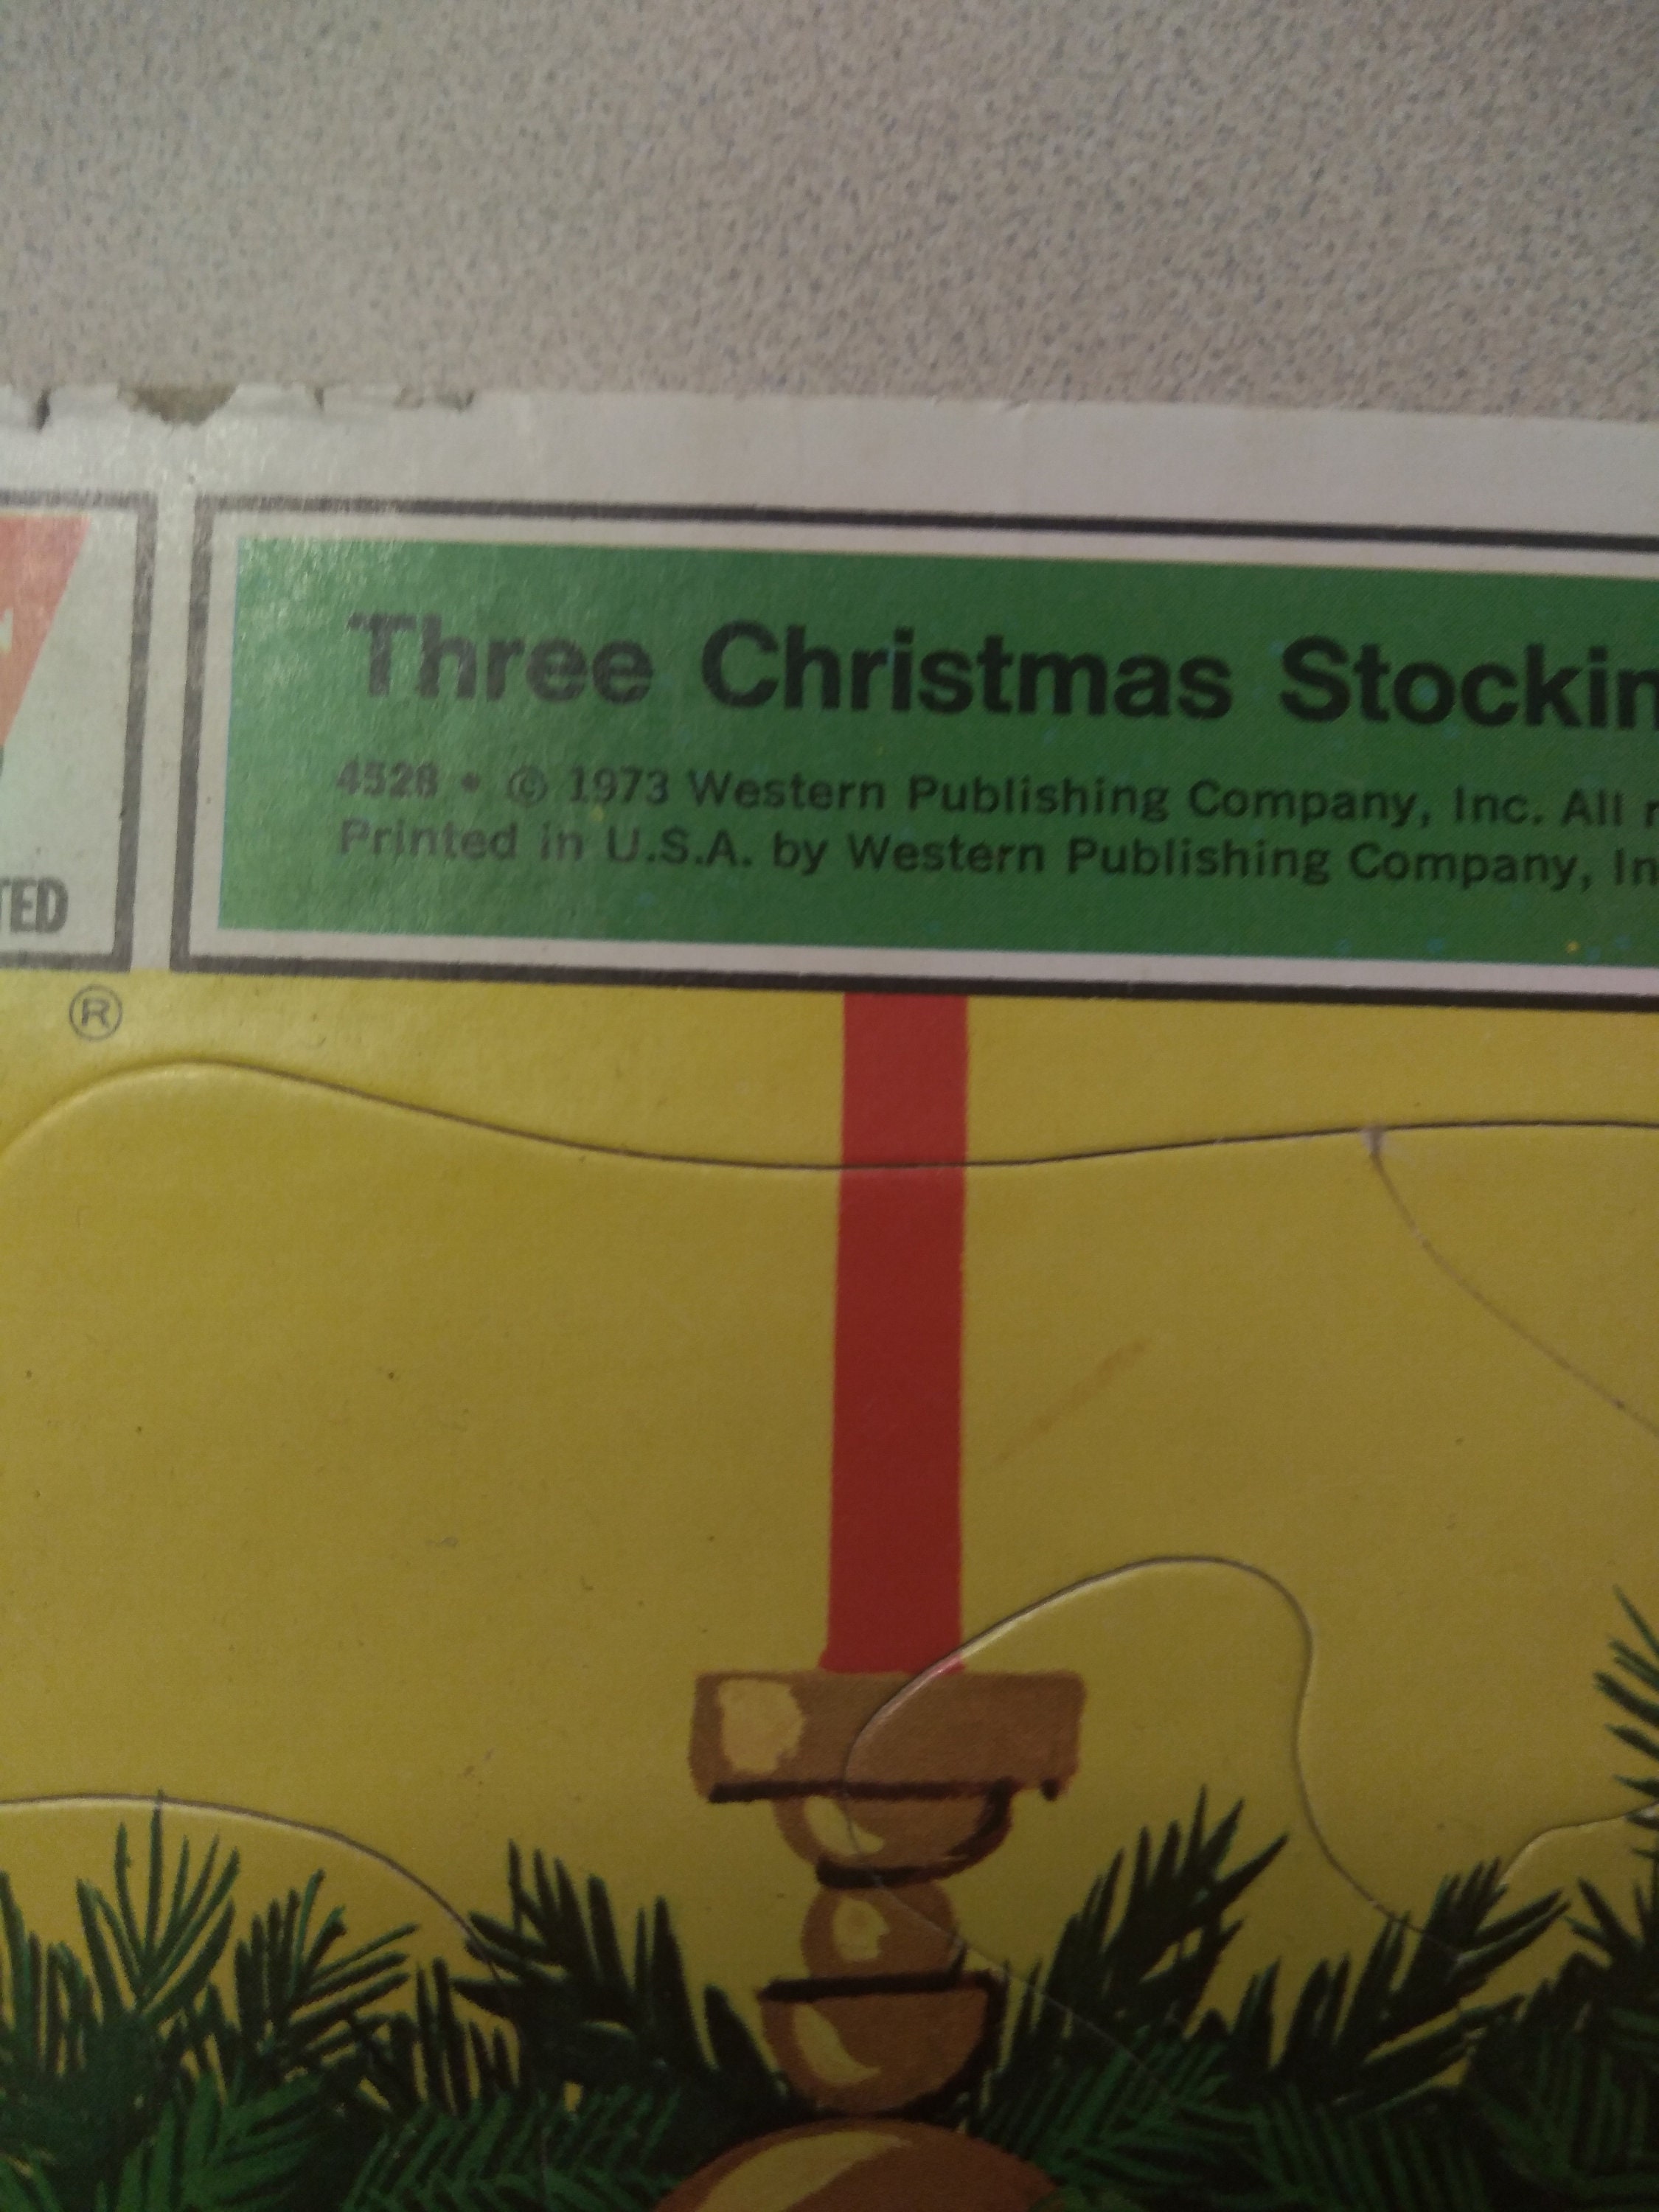 Three Christmas Stockin
4528 • © 1973 Western Publishing Company, Inc. All r
Printed in U.S.A. by Western Publishing Company, In
TED
®